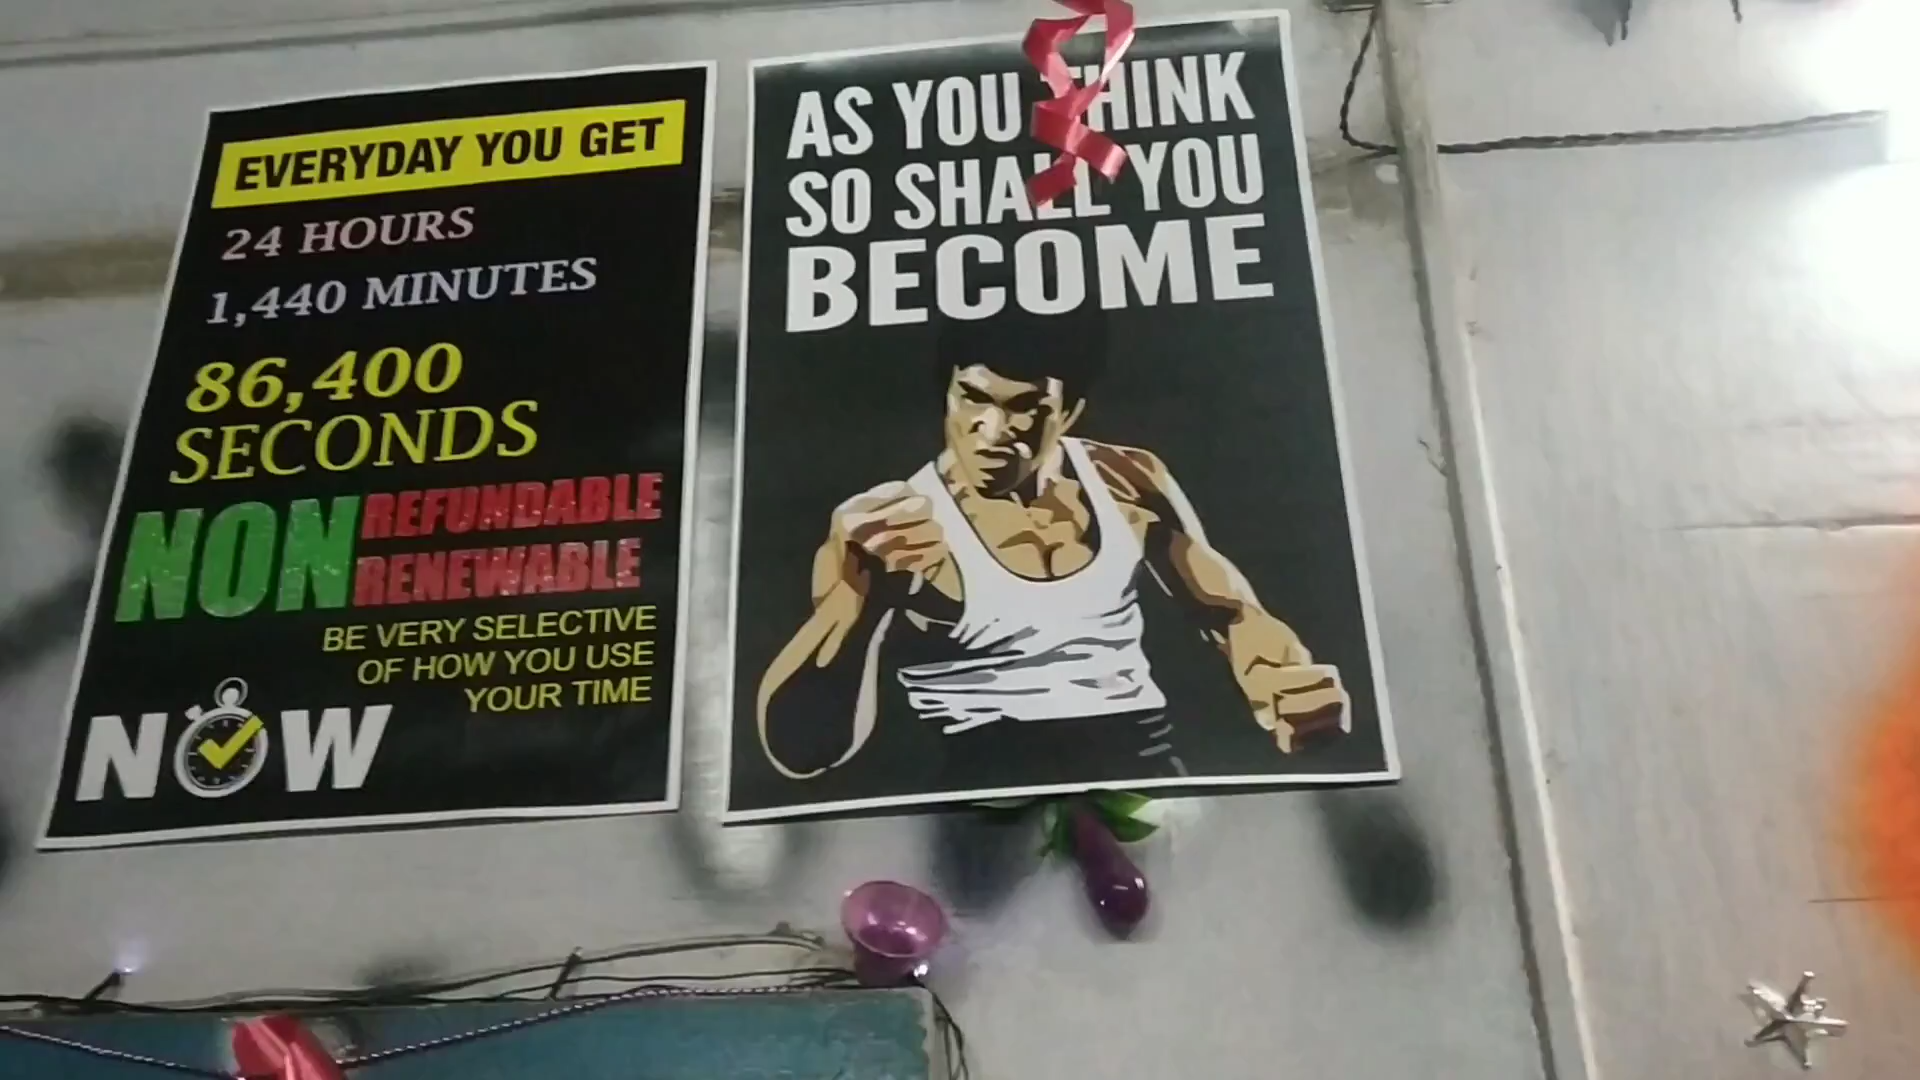 EVERYDAY YOU GET
24 HOURS
1,440 MINUTES
86,400
SECONDS
NON REFUNDABLE
RENEWABLE
BE VERY SELECTIVE
OF HOW YOU USE
YOUR TIME
NOW
AS YOU THINK
SO SHALL YOU
BECOME